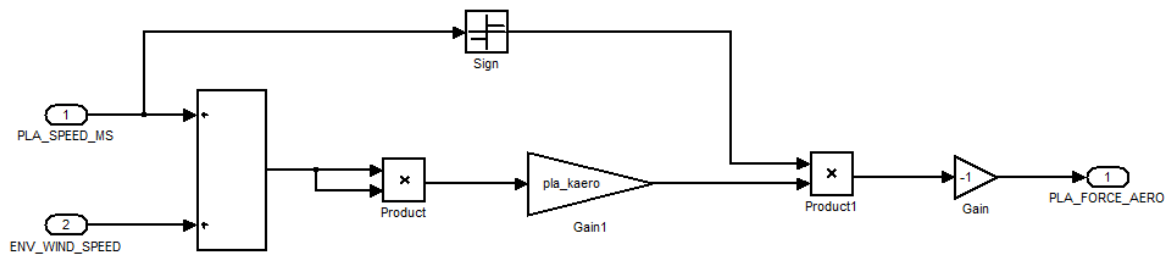 Sign
1
PLA_SPEED_MS
+
Product
×
pla_kaero
Gain1
×
Product1
-1
Gain
1
PLA_FORCE_AERO
+
2
ENV_WIND_SPEED